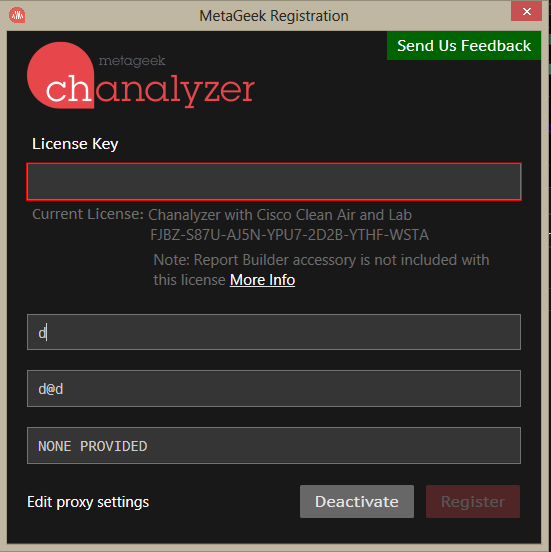 MetaGeek Registration
Send Us Feedback
metageek
chanalyzer
License Key
Current License: Chanalyzer with Cisco Clean Air and Lab
FJBZ-S87U-AJ5N-YPU7-2D2B-YTHF-WSTA
Note: Report Builder accessory is not included with
this license More Info
d
d@d
NONE PROVIDED
Edit proxy settings
Deactivate
Register